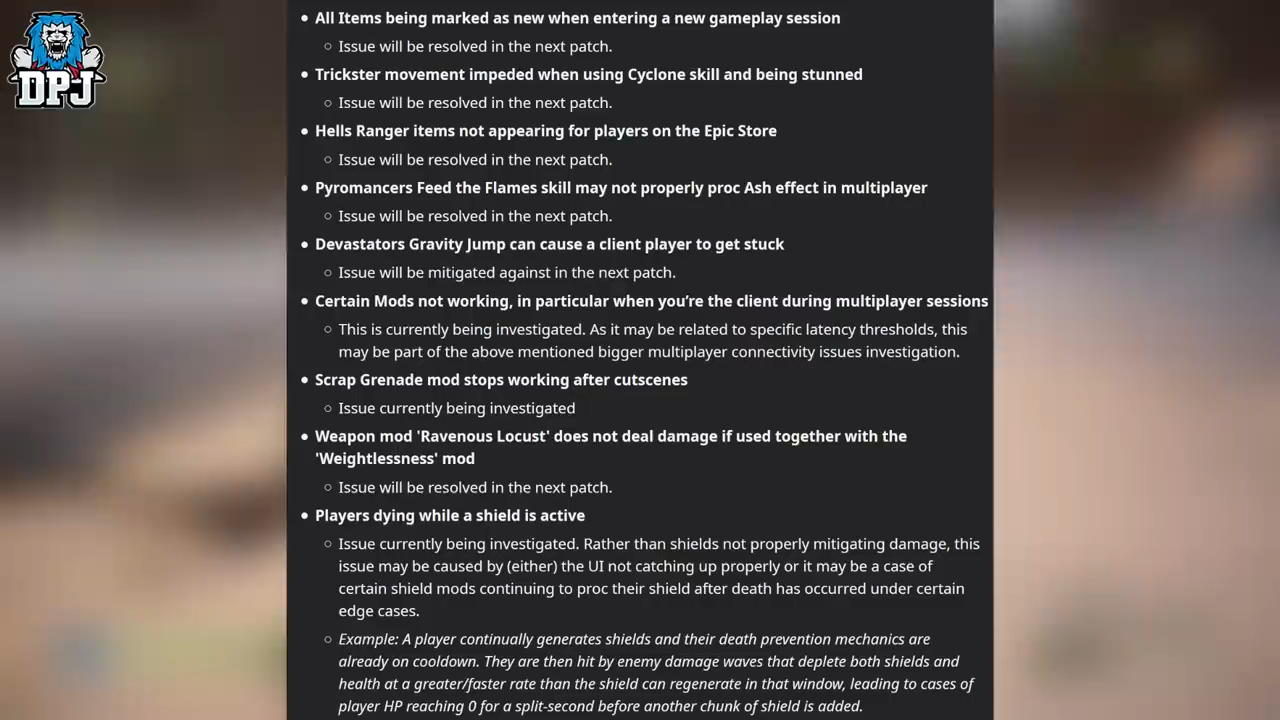 DPJ
• All Items being marked as new when entering a new gameplay session
○ Issue will be resolved in the next patch.
• Trickster movement impeded when using Cyclone skill and being stunned
○ Issue will be resolved in the next patch.
• Hells Ranger items not appearing for players on the Epic Store
○ Issue will be resolved in the next patch.
• Pyromancers Feed the Flames skill may not properly proc Ash effect in multiplayer
○ Issue will be resolved in the next patch.
• Devastators Gravity Jump can cause a client player to get stuck
○ Issue will be mitigated against in the next patch.
• Certain Mods not working, in particular when you’re the client during multiplayer sessions
○ This is currently being investigated. As it may be related to specific latency thresholds, this
may be part of the above mentioned bigger multiplayer connectivity issues investigation.
• Scrap Grenade mod stops working after cutscenes
○ Issue currently being investigated
• Weapon mod 'Ravenous Locust' does not deal damage if used together with the
'Weightlessness' mod
○ Issue will be resolved in the next patch.
• Players dying while a shield is active
○ Issue currently being investigated. Rather than shields not properly mitigating damage, this
issue may be caused by (either) the UI not catching up properly or it may be a case of
certain shield mods continuing to proc their shield after death has occurred under certain
edge cases.
○ Example: A player continually generates shields and their death prevention mechanics are
already on cooldown. They are then hit by enemy damage waves that deplete both shields and
health at a greater/faster rate than the shield can regenerate in that window, leading to cases of
player HP reaching 0 for a split-second before another chunk of shield is added.